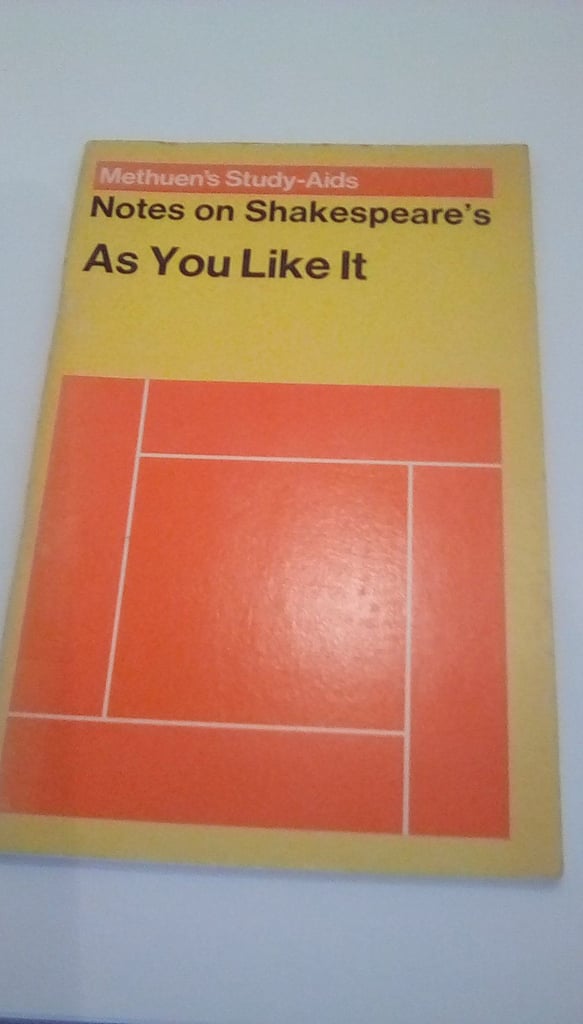 Methuen's Study-Aids
Notes on Shakespeare's
As You Like It